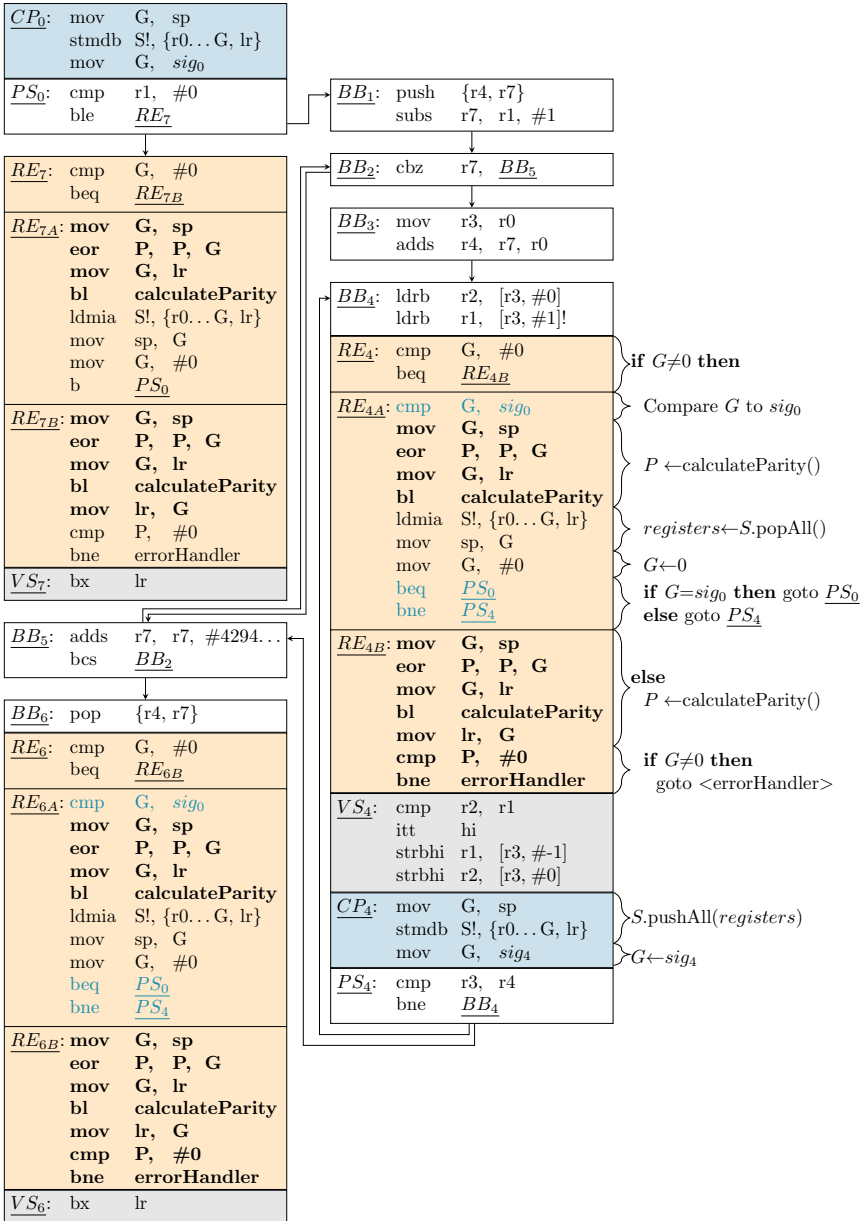 CP0: mov G, sp
stmdb S!, {r0...G, lr}
mov G, sig0
PS0: cmp r1, #0
ble RE7
RE7: cmp G, #0
beq RE7B
RE7A: mov G, sp
eor P, P, G
mov G, lr
bl calculateParity
ldmia S!, {r0...G, lr}
mov sp, G
mov G, #0
b PS0
RE7B: mov G, sp
eor P, P, G
mov G, lr
bl calculateParity
mov lr, G
cmp P, #0
bne errorHandler
VS7: bx lr
BB5: adds r7, r7, #4294...
bcs BB2
BB6: pop {r4, r7}
RE6: cmp G, #0
beq RE6B
RE6A: cmp G, sig0
mov G, sp
eor P, P, G
mov G, lr
bl calculateParity
ldmia S!, {r0...G, lr}
mov sp, G
mov G, #0
beq PS0
bne PS4
RE6B: mov G, sp
eor P, P, G
mov G, lr
bl calculateParity
mov lr, G
cmp P, #0
bne errorHandler
VS6: bx lr
BB1: push {r4, r7}
subs r7, r1, #1
BB2: cbz r7, BB5
BB3: mov r3, r0
adds r4, r7, r0
BB4: ldrb r2, [r3, #0]
ldrb r1, [r3, #1]!
RE4: cmp G, #0
beq RE4B
RE4A: cmp G, sig0
mov G, sp
eor P, P, G
mov G, lr
bl calculateParity
ldmia S!, {r0...G, lr}
mov sp, G
mov G, #0
beq PS0
bne PS4
RE4B: mov G, sp
eor P, P, G
mov G, lr
bl calculateParity
mov lr, G
cmp P, #0
bne errorHandler
VS4: cmp r2, r1
itt hi
strbhi r1, [r3, #-1]
strbhi r2, [r3, #0]
CP4: mov G, sp
stmdb S!, {r0...G, lr}
mov G, sig4
PS4: cmp r3, r4
bne BB4
if G≠0 then
Compare G to sig0
P ←calculateParity()
registers←S.popAll()
G←0
if G=sig0 then goto PS0
else goto PS4
else
P ←calculateParity()
if G≠0 then
goto <errorHandler>
S.pushAll(registers)
G←sig4